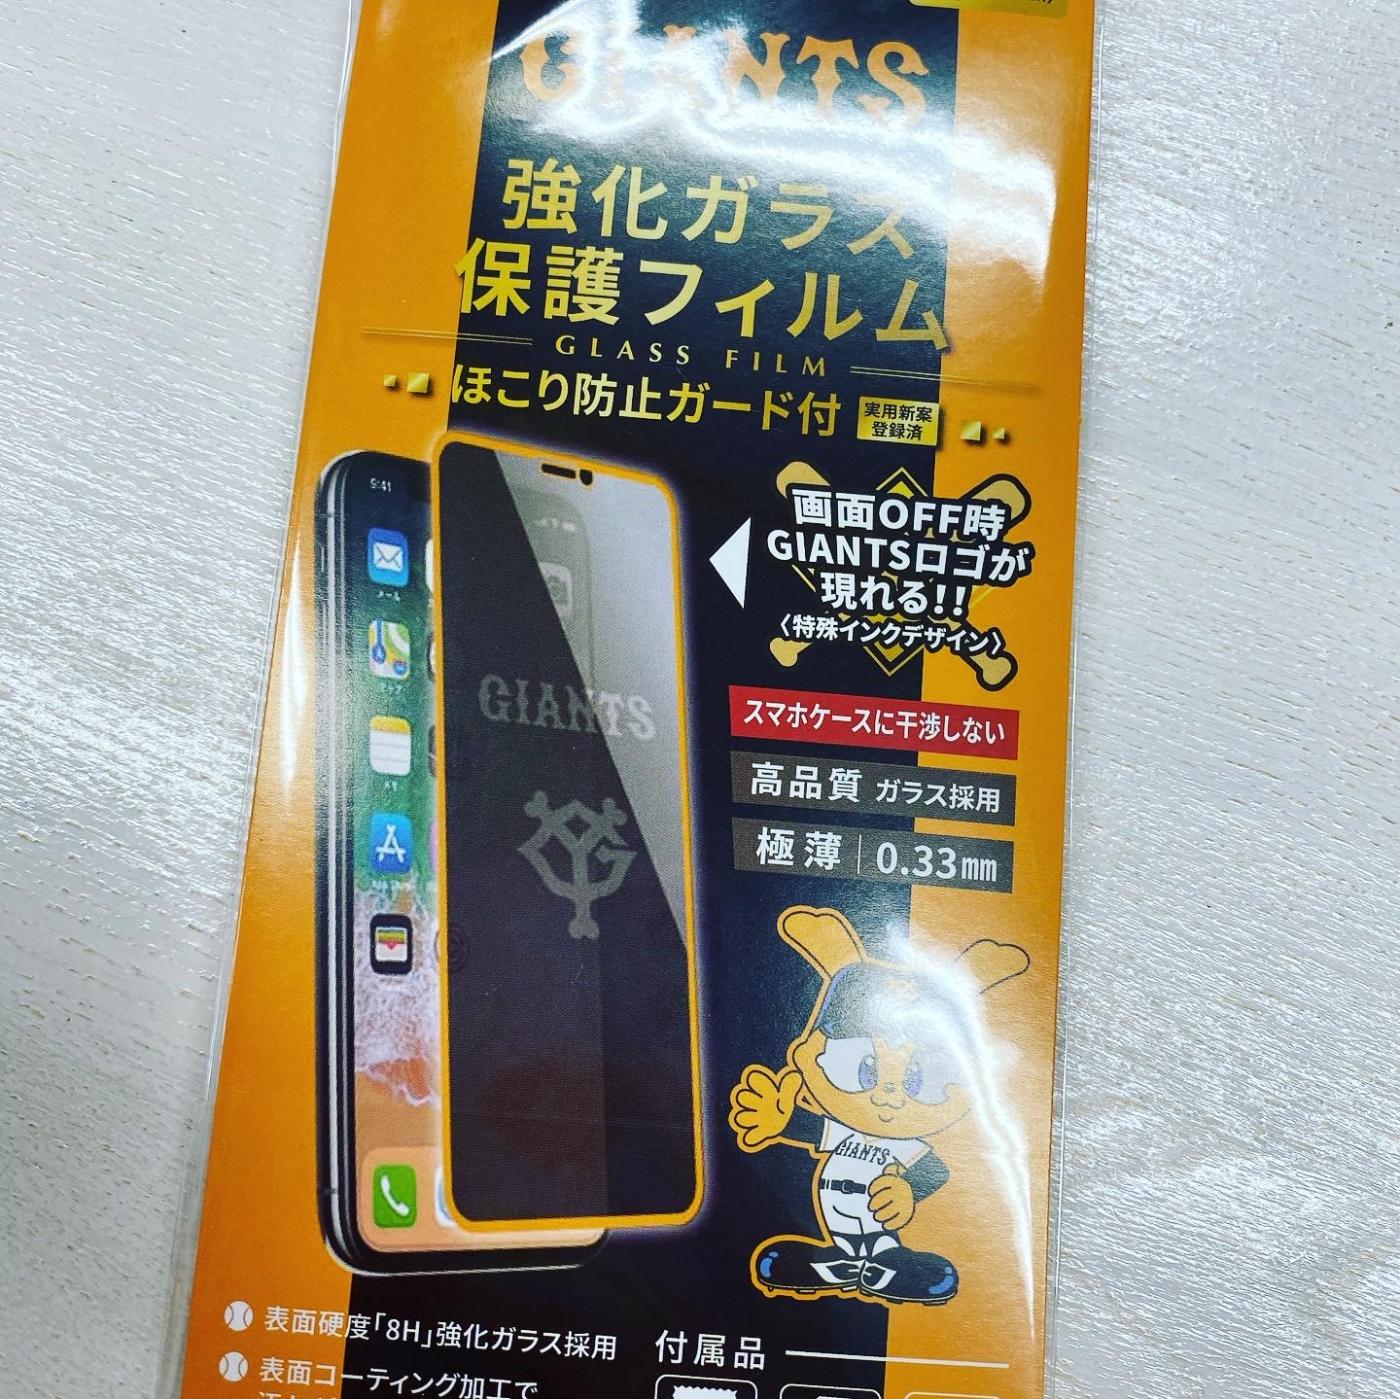 GIANTS
強化ガラス
保護フィルム
GLASS FILM
ほこり防止ガード付
実用新案
登録済
9:41
メール
画面OFF時
GIANTSロゴが
現れる!!
〈特殊インクデザイン〉
GIANTS
スマホケースに干渉しない
高品質 ガラス採用
極薄 0.33mm
GIANTS
表面硬度「8H」強化ガラス採用
表面コーティング加工で
付属品